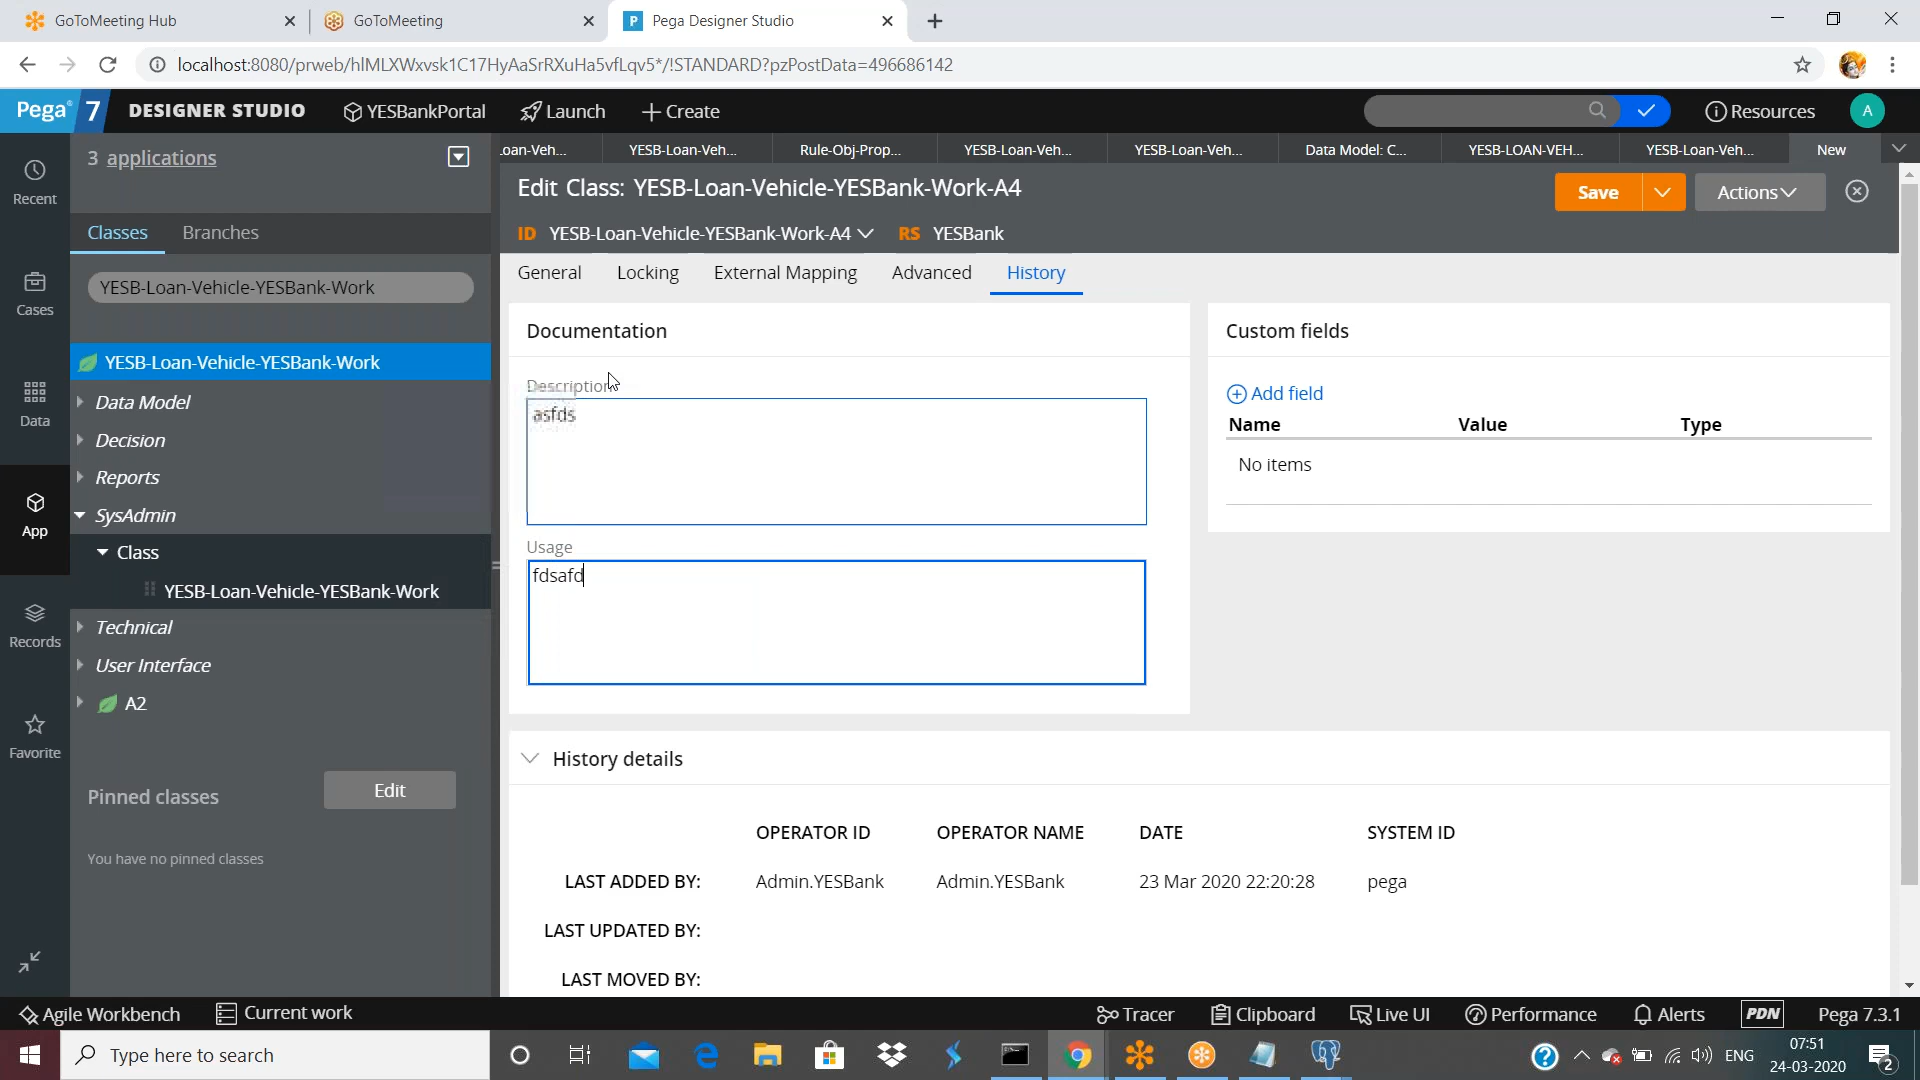 GoToMeeting Hub
GoToMeeting
P Pega Designer Studio
localhost:8080/prweb/hlMLXWxvsk1C17HyAaSrRXuHa5vfLqv5*/!STANDARD?pzPostData=496686142
Pega 7 DESIGNER STUDIO YESBankPortal Launch Create Resources A
3 applications
oan-Veh... YESB-Loan-Veh... Rule-Obj-Prop... YESB-Loan-Veh... YESB-Loan-Veh... Data Model: C... YESB-LOAN-VEH... YESB-Loan-Veh... New
Edit Class: YESB-Loan-Vehicle-YESBank-Work-A4
Save
Actions
ID YESB-Loan-Vehicle-YESBank-Work-A4 RS YESBank
General Locking External Mapping Advanced History
Recent
Cases
Data
App
Records
Favorite
Classes Branches
YESB-Loan-Vehicle-YESBank-Work
YESB-Loan-Vehicle-YESBank-Work
Data Model
Decision
Reports
SysAdmin
Class
YESB-Loan-Vehicle-YESBank-Work
Technical
User Interface
A2
Pinned classes
Edit
You have no pinned classes
Documentation
Description
asfds
Usage
fdsafd
Custom fields
Add field
Name Value Type
No items
History details
OPERATOR ID OPERATOR NAME DATE SYSTEM ID
LAST ADDED BY: Admin.YESBank Admin.YESBank 23 Mar 2020 22:20:28 pega
LAST UPDATED BY:
LAST MOVED BY:
Agile Workbench Current work Tracer Clipboard Live UI Performance Alerts PDN Pega 7.3.1
Type here to search
ENG
07:51
24-03-2020
2